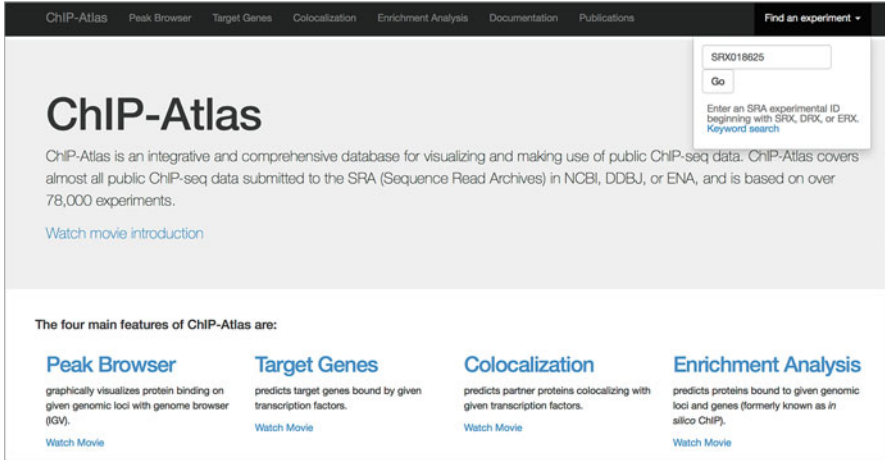 ChIP-Atlas Peak Browser Target Genes Colocalization Enrichment Analysis Documentation Publications Find an experiment
SRX018625
Go
Enter an SRA experimental ID
beginning with SRX, DRX, or ERX.
Keyword search
ChIP-Atlas
ChIP-Atlas is an integrative and comprehensive database for visualizing and making use of public ChIP-seq data. ChIP-Atlas covers
almost all public ChIP-seq data submitted to the SRA (Sequence Read Archives) in NCBI, DDBJ, or ENA, and is based on over
78,000 experiments.
Watch movie introduction
The four main features of ChIP-Atlas are:
Peak Browser
graphically visualizes protein binding on
given genomic loci with genome browser
(IGV).
Watch Movie
Target Genes
predicts target genes bound by given
transcription factors.
Watch Movie
Colocalization
predicts partner proteins colocalizing with
given transcription factors.
Watch Movie
Enrichment Analysis
predicts proteins bound to given genomic
loci and genes (formerly known as in
silico ChIP).
Watch Movie